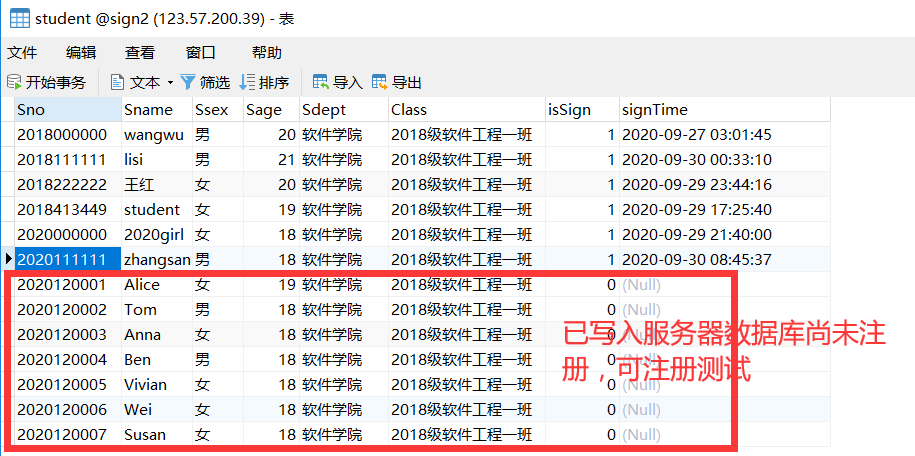 student @sign2 (123.57.200.39) - 表
文件 编辑 查看 窗口 帮助
开始事务 文本 筛选 排序 导入 导出
Sno Sname Ssex Sage Sdept Class isSign signTime
2018000000 wangwu 男 20 软件学院 2018级软件工程一班 1 2020-09-27 03:01:45
2018111111 lisi 男 21 软件学院 2018级软件工程一班 1 2020-09-30 00:33:10
2018222222 王红 女 20 软件学院 2018级软件工程一班 1 2020-09-29 23:44:16
2018413449 student 女 19 软件学院 2018级软件工程一班 1 2020-09-29 17:25:40
2020000000 2020girl 女 18 软件学院 2018级软件工程一班 1 2020-09-29 21:40:00
2020111111 zhangsan 男 18 软件学院 2018级软件工程一班 1 2020-09-30 08:45:37
2020120001 Alice 女 19 软件学院 2018级软件工程一班 0 (Null)
2020120002 Tom 男 18 软件学院 2018级软件工程一班 0 (Null)
2020120003 Anna 女 18 软件学院 2018级软件工程一班 0 (Null)
2020120004 Ben 男 18 软件学院 2018级软件工程一班 0 (Null)
2020120005 Vivian 女 18 软件学院 2018级软件工程一班 0 (Null)
2020120006 Wei 女 18 软件学院 2018级软件工程一班 0 (Null)
2020120007 Susan 女 18 软件学院 2018级软件工程一班 0 (Null)
已写入服务器数据库尚未注
册，可注册测试